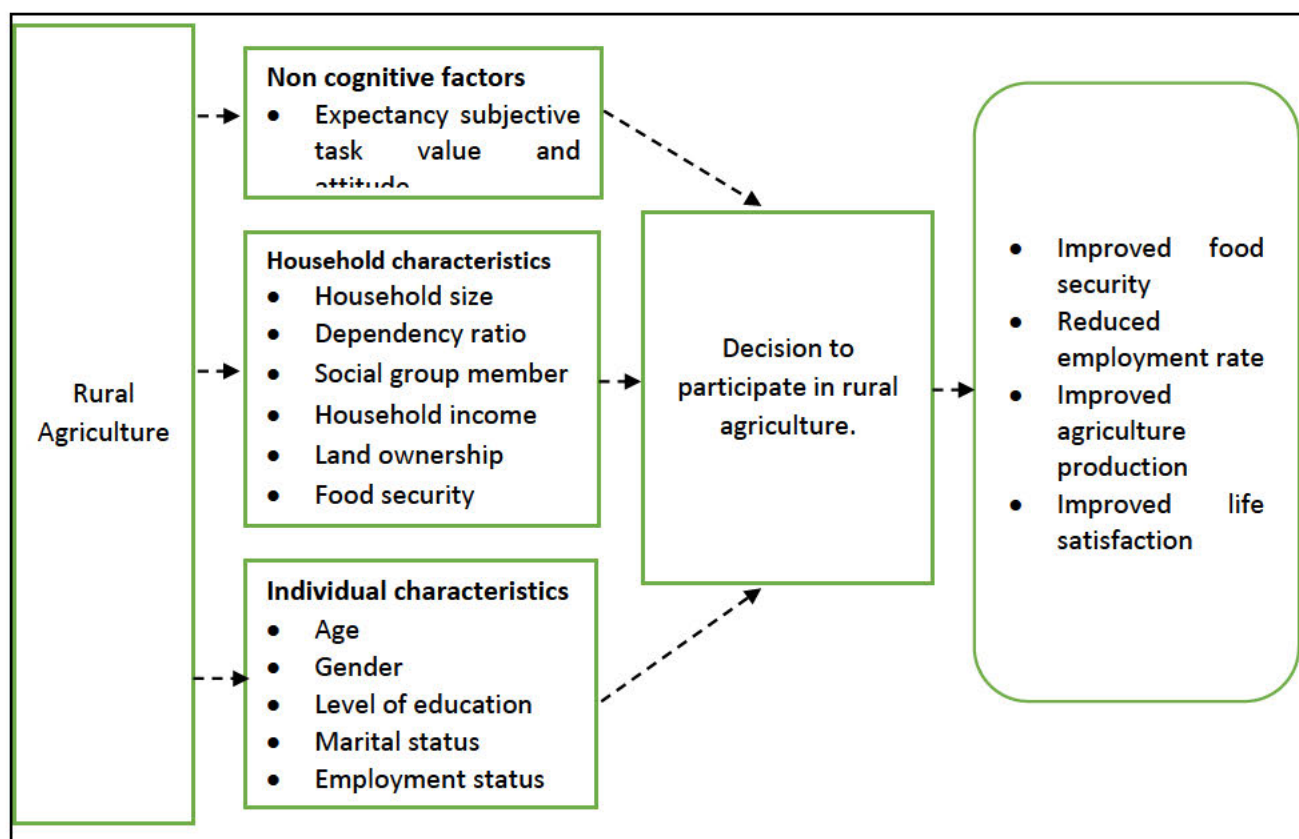 Rural
Agriculture
Non cognitive factors
● Expectancy subjective
task value and
attitude
Household characteristics
● Household size
● Dependency ratio
● Social group member
● Household income
● Land ownership
● Food security
Individual characteristics
● Age
● Gender
● Level of education
● Marital status
● Employment status
Decision to
participate in rural
agriculture.
● Improved food
security
● Reduced
employment rate
● Improved
agriculture
production
● Improved life
satisfaction